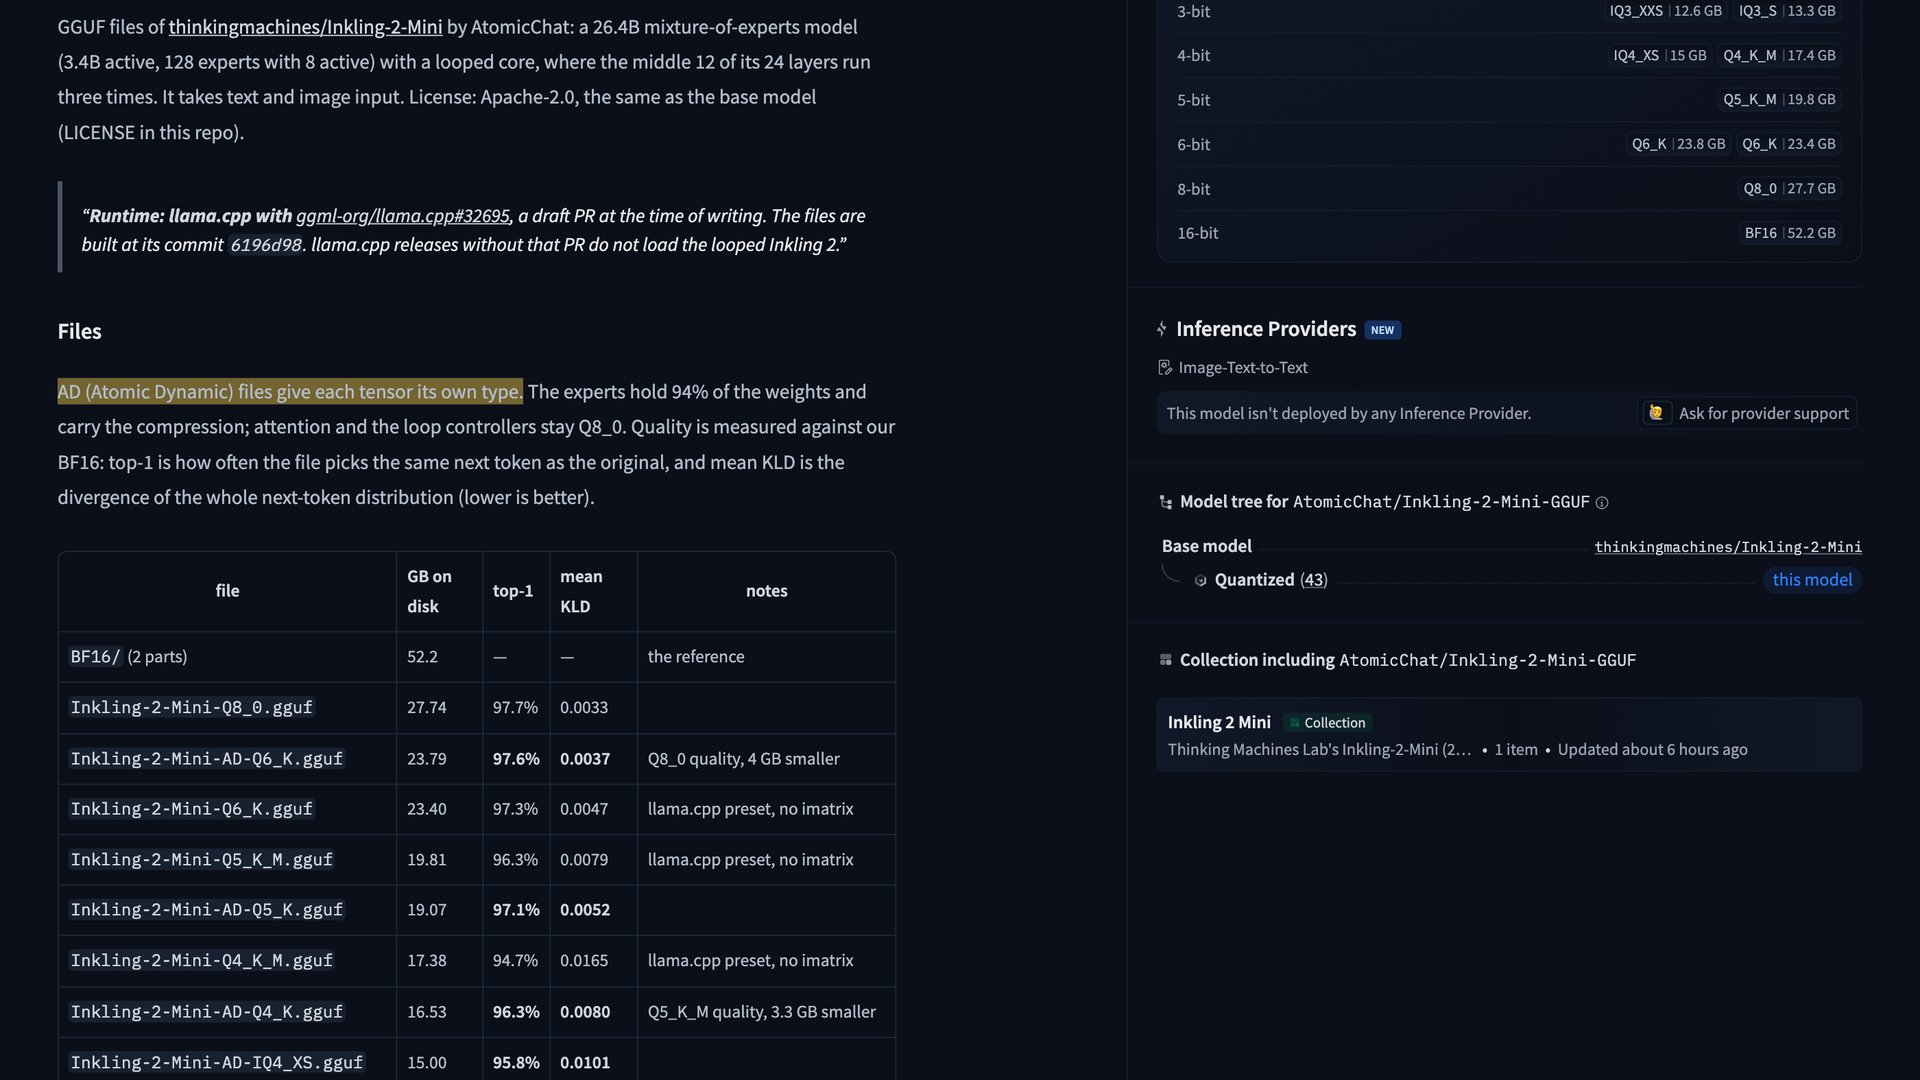 GGUF files of thinkingmachines/Inkling-2-Mini by AtomicChat: a 26.4B mixture-of-experts model
(3.4B active, 128 experts with 8 active) with a looped core, where the middle 12 of its 24 layers run
three times. It takes text and image input. License: Apache-2.0, the same as the base model
(LICENSE in this repo).
“Runtime: llama.cpp with ggml-org/llama.cpp#32695, a draft PR at the time of writing. The files are
built at its commit 6196d98. llama.cpp releases without that PR do not load the looped Inkling 2.”
Files
AD (Atomic Dynamic) files give each tensor its own type. The experts hold 94% of the weights and
carry the compression; attention and the loop controllers stay Q8_0. Quality is measured against our
BF16: top-1 is how often the file picks the same next token as the original, and mean KLD is the
divergence of the whole next-token distribution (lower is better).
file GB on disk top-1 mean KLD notes
BF16/ (2 parts) 52.2 — — the reference
Inkling-2-Mini-Q8_0.gguf 27.74 97.7% 0.0033
Inkling-2-Mini-AD-Q6_K.gguf 23.79 97.6% 0.0037 Q8_0 quality, 4 GB smaller
Inkling-2-Mini-Q6_K.gguf 23.40 97.3% 0.0047 llama.cpp preset, no imatrix
Inkling-2-Mini-Q5_K_M.gguf 19.81 96.3% 0.0079 llama.cpp preset, no imatrix
Inkling-2-Mini-AD-Q5_K.gguf 19.07 97.1% 0.0052
Inkling-2-Mini-Q4_K_M.gguf 17.38 94.7% 0.0165 llama.cpp preset, no imatrix
Inkling-2-Mini-AD-Q4_K.gguf 16.53 96.3% 0.0080 Q5_K_M quality, 3.3 GB smaller
Inkling-2-Mini-AD-IQ4_XS.gguf 15.00 95.8% 0.0101
3-bit IQ3_XXS | 12.6 GB IQ3_S | 13.3 GB
4-bit IQ4_XS | 15 GB Q4_K_M | 17.4 GB
5-bit Q5_K_M | 19.8 GB
6-bit Q6_K | 23.8 GB Q6_K | 23.4 GB
8-bit Q8_0 | 27.7 GB
16-bit BF16 | 52.2 GB
Inference Providers NEW
Image-Text-to-Text
This model isn't deployed by any Inference Provider. Ask for provider support
Model tree for AtomicChat/Inkling-2-Mini-GGUF
Base model thinkingmachines/Inkling-2-Mini
Quantized (43) this model
Collection including AtomicChat/Inkling-2-Mini-GGUF
Inkling 2 Mini Collection
Thinking Machines Lab's Inkling-2-Mini (2... • 1 item • Updated about 6 hours ago